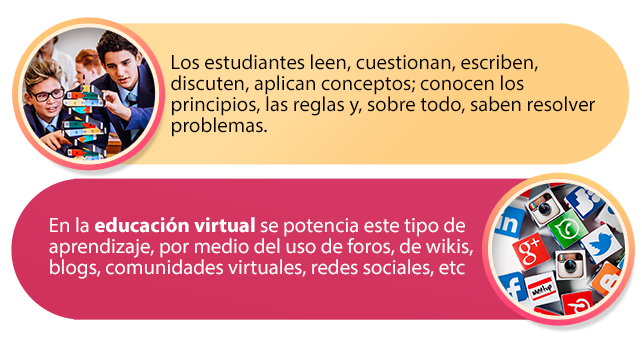 Los estudiantes leen, cuestionan, escriben,
discuten, aplican conceptos; conocen los
principios, las reglas y, sobre todo, saben resolver
problemas.
En la educación virtual se potencia este tipo de
aprendizaje, por medio del uso de foros, de wikis,
blogs, comunidades virtuales, redes sociales, etc
in
g+
f
meetup